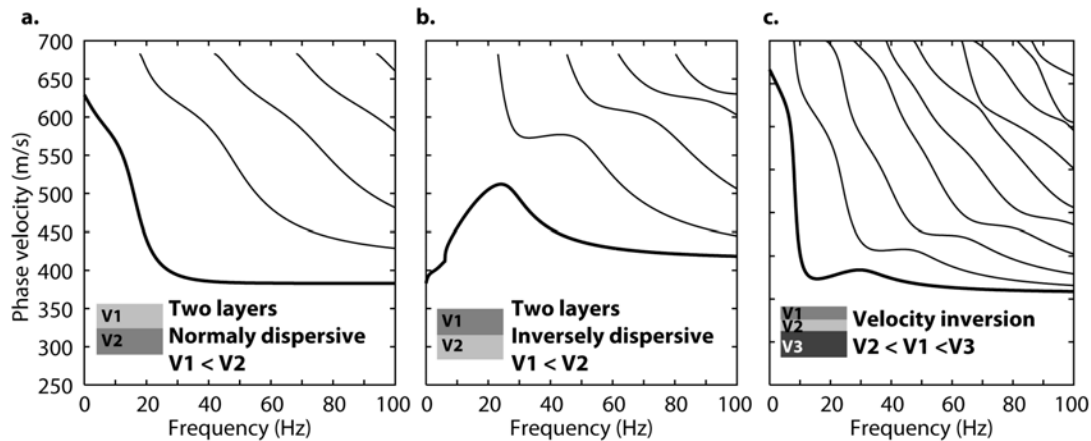 a.
b.
c.
Phase velocity (m/s)
700
650
600
550
500
450
400
350
300
250
V1
V2
Two layers
Normaly dispersive
V1 < V2
0 20 40 60 80 100
Frequency (Hz)
V1
V2
Two layers
Inversely dispersive
V1 < V2
0 20 40 60 80 100
Frequency (Hz)
V1
V2
V3
Velocity inversion
V2 < V1 <V3
0 20 40 60 80 100
Frequency (Hz)